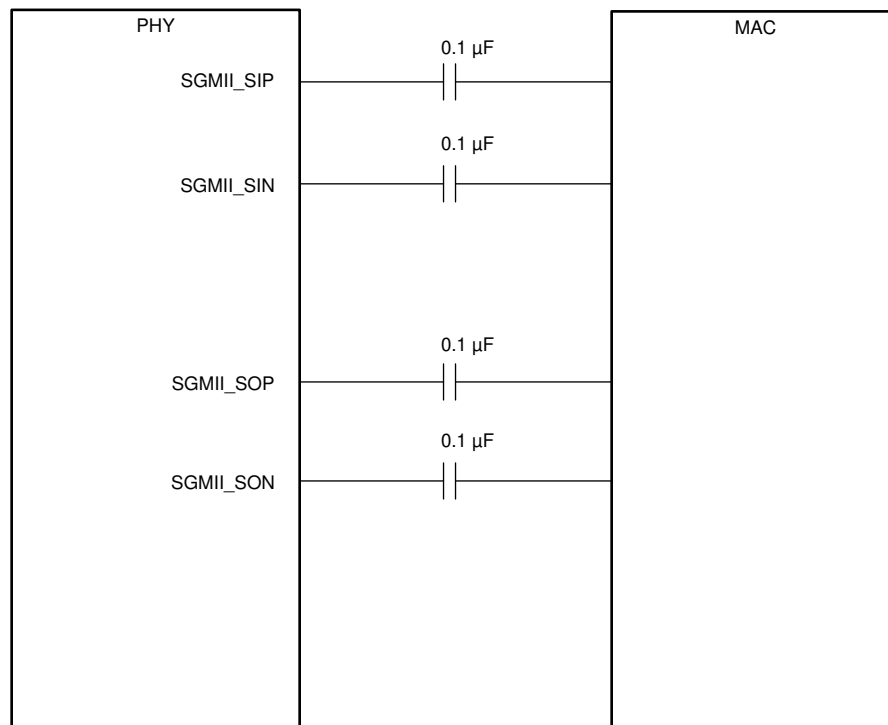 PHY
MAC
0.1 µF
SGMII_SIP
0.1 µF
SGMII_SIN
0.1 µF
SGMII_SOP
0.1 µF
SGMII_SON